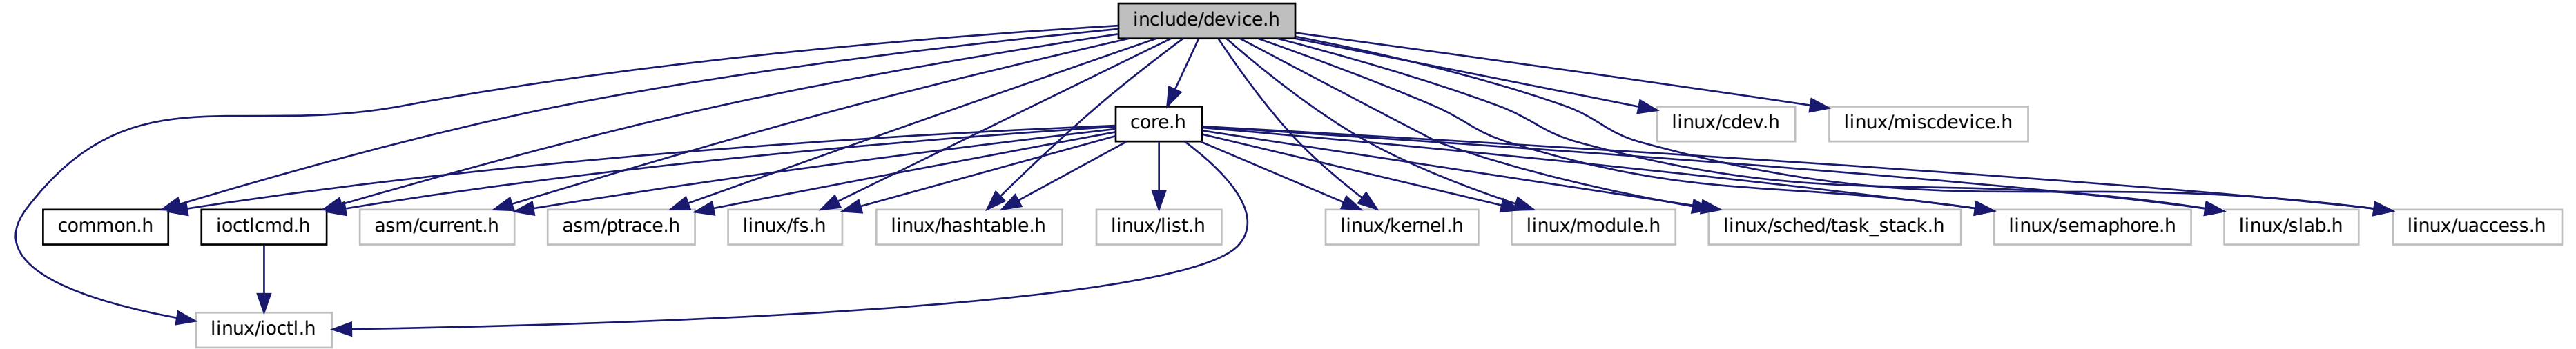 include/device.h
core.h
linux/cdev.h
linux/miscdevice.h
common.h
ioctlcmd.h
asm/current.h
asm/ptrace.h
linux/fs.h
linux/hashtable.h
linux/list.h
linux/kernel.h
linux/module.h
linux/sched/task_stack.h
linux/semaphore.h
linux/slab.h
linux/uaccess.h
linux/ioctl.h